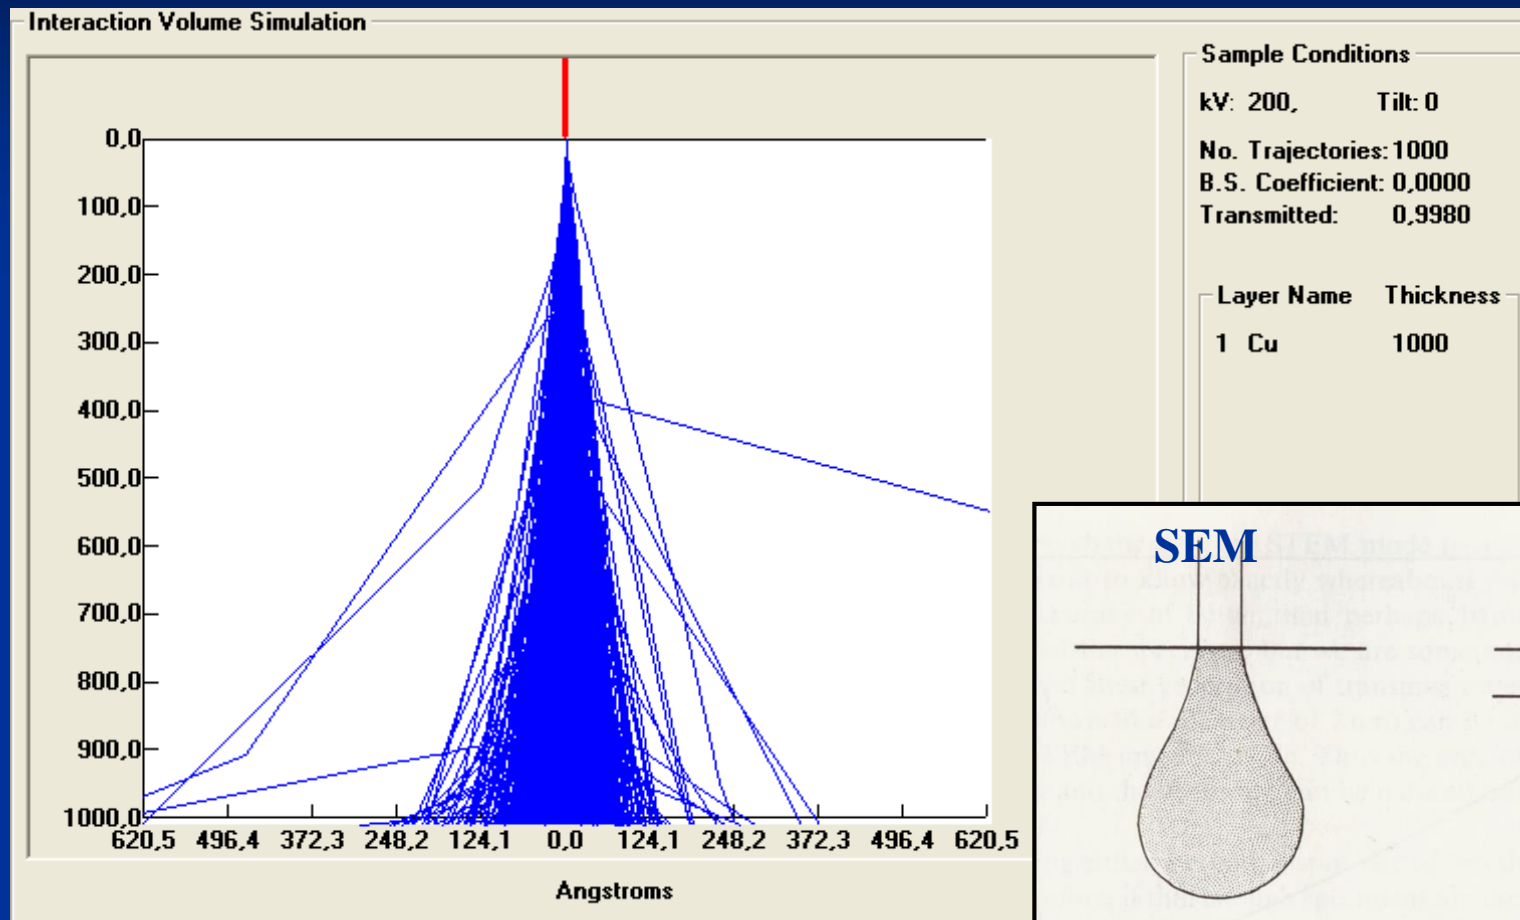 Interaction Volume Simulation
0,0
100,0
200,0
300,0
400,0
500,0
600,0
700,0
800,0
900,0
1000,0
620,5 496,4 372,3 248,2 124,1 0,0 124,1 248,2 372,3 496,4 620,5
Angstroms
Sample Conditions
kV: 200, Tilt: 0
No. Trajectories: 1000
B.S. Coefficient: 0,0000
Transmitted: 0,9980
Layer Name Thickness
1 Cu 1000
SEM
STEM mode